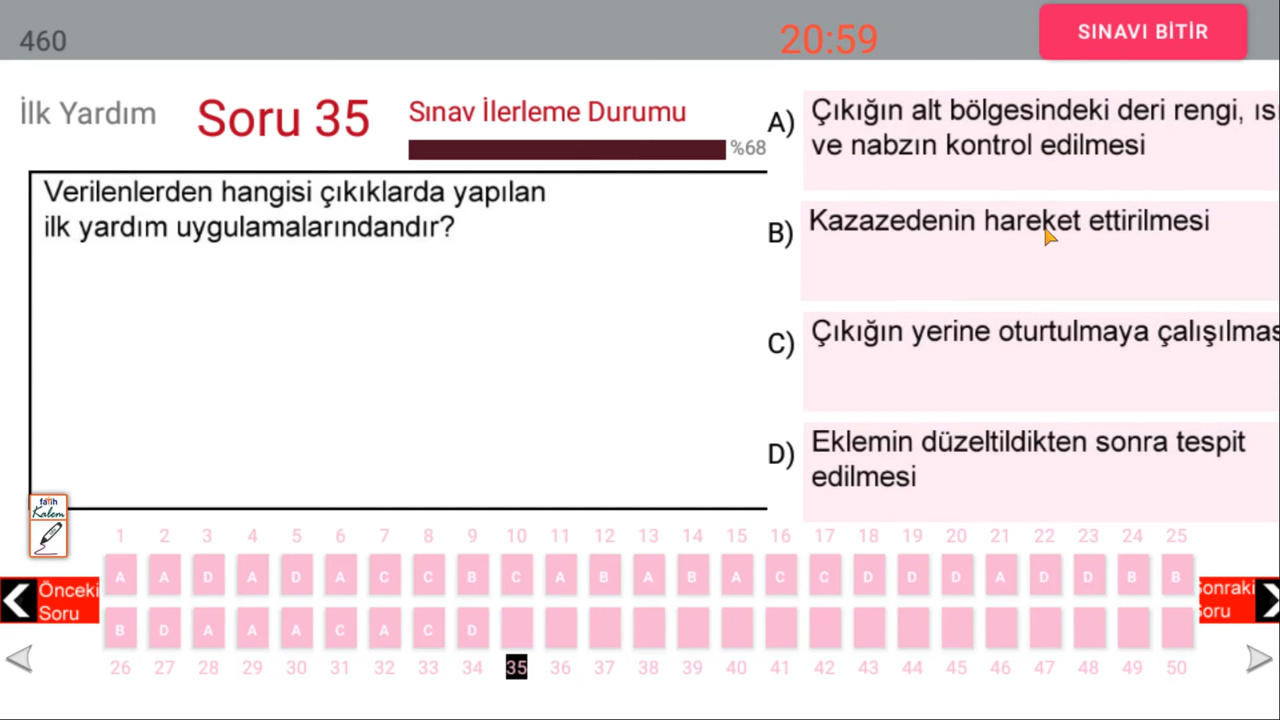 460
20:59
SINAVI BİTİR
İlk Yardım
Soru 35
Sınav İlerleme Durumu
%68
Verilenlerden hangisi çıkıklarda yapılan
ilk yardım uygulamalarındandır?
A) Çıkığın alt bölgesindeki deri rengi, ıs
ve nabzın kontrol edilmesi
B) Kazazedenin hareket ettirilmesi
C) Çıkığın yerine oturtulmaya çalışılmas
D) Eklemin düzeltildikten sonra tespit
edilmesi
fatih
Kalem
1 2 3 4 5 6 7 8 9 10 11 12 13 14 15 16 17 18 19 20 21 22 23 24 25
A A D A D A C C B C A B A B A C C D D D A D D B B
Önceki
Soru
Sonraki
Soru
B D A A A C A C D
26 27 28 29 30 31 32 33 34 35 36 37 38 39 40 41 42 43 44 45 46 47 48 49 50